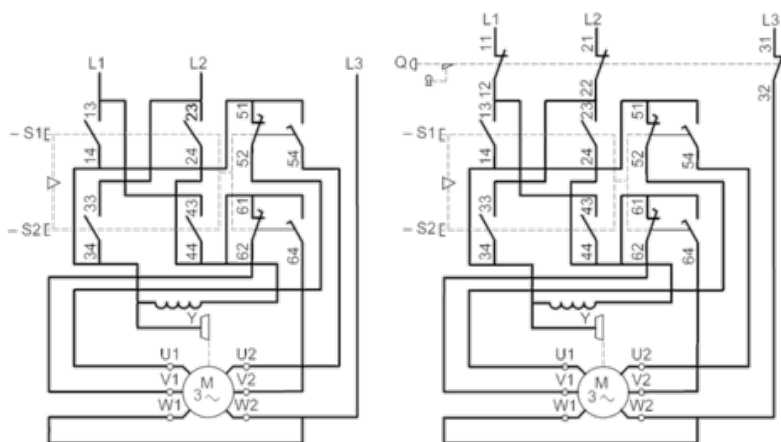 L1 L2 L3
13 23 51
– S1
14 24 52 54
33 43 61
– S2
34 44 62 64
Y
U1 U2
V1 M 3 ~ V2
W1 W2
L1 L2 L3
11 21 31
Q
12 22 32
13 23 51
– S1
14 24 52 54
33 43 61
– S2
34 44 62 64
Y
U1 U2
V1 M 3 ~ V2
W1 W2